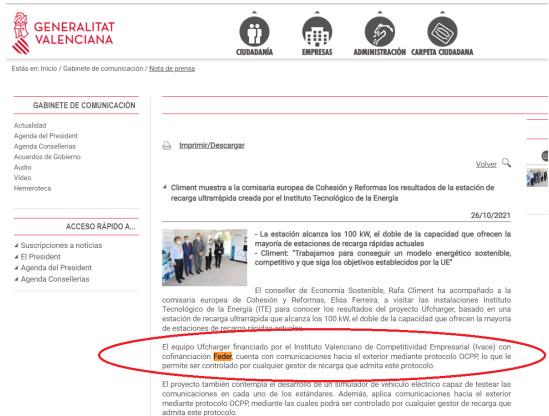 GENERALITAT
VALENCIANA
CIUDADANÍA
EMPRESAS
ADMINISTRACIÓN
CARPETA CIUDADANA
Estás en: Inicio / Gabinete de comunicación / Nota de prensa
GABINETE DE COMUNICACIÓN
Actualidad
Agenda del President
Agenda Consellerias
Acuerdos de Gobierno
Audio
Vídeo
Hemeroteca
ACCESO RÁPIDO A...
Suscripciones a noticias
El President
Agenda del President
Agenda Consellerias
Imprimir/Descargar
Volver
Climent muestra a la comisaria europea de Cohesión y Reformas los resultados de la estación de
recarga ultrarrápida creada por el Instituto Tecnológico de la Energía
26/10/2021
- La estación alcanza los 100 kW, el doble de la capacidad que ofrecen la
mayoría de estaciones de recarga rápidas actuales
- Climent: "Trabajamos para conseguir un modelo energético sostenible,
competitivo y que siga los objetivos establecidos por la UE"
El conseller de Economía Sostenible, Rafa Climent ha acompañado a la
comisaria europea de Cohesión y Reformas, Elisa Ferreira, a visitar las instalaciones Instituto
Tecnológico de la Energía (ITE) para conocer los resultados del proyecto Ufcharger, basado en una
estación de recarga ultrarrápida que alcanza los 100 kW, el doble de la capacidad que ofrecen la mayoría
de estaciones de recarga rápidas actuales.
El equipo Ufcharger financiado por el Instituto Valenciano de Competitividad Empresarial (Ivace) con
cofinanciación Feder, cuenta con comunicaciones hacia el exterior mediante protocolo OCPP, lo que le
permite ser controlado por cualquier gestor de recarga que admita este protocolo.
El proyecto también contempla el desarrollo de un simulador de vehículo eléctrico capaz de testear las
comunicaciones en cada uno de los estándares. Además, aplica comunicaciones hacia el exterior
mediante protocolo OCPP, mediante las cuales podrá ser controlado por cualquier gestor de recarga que
admita este protocolo.